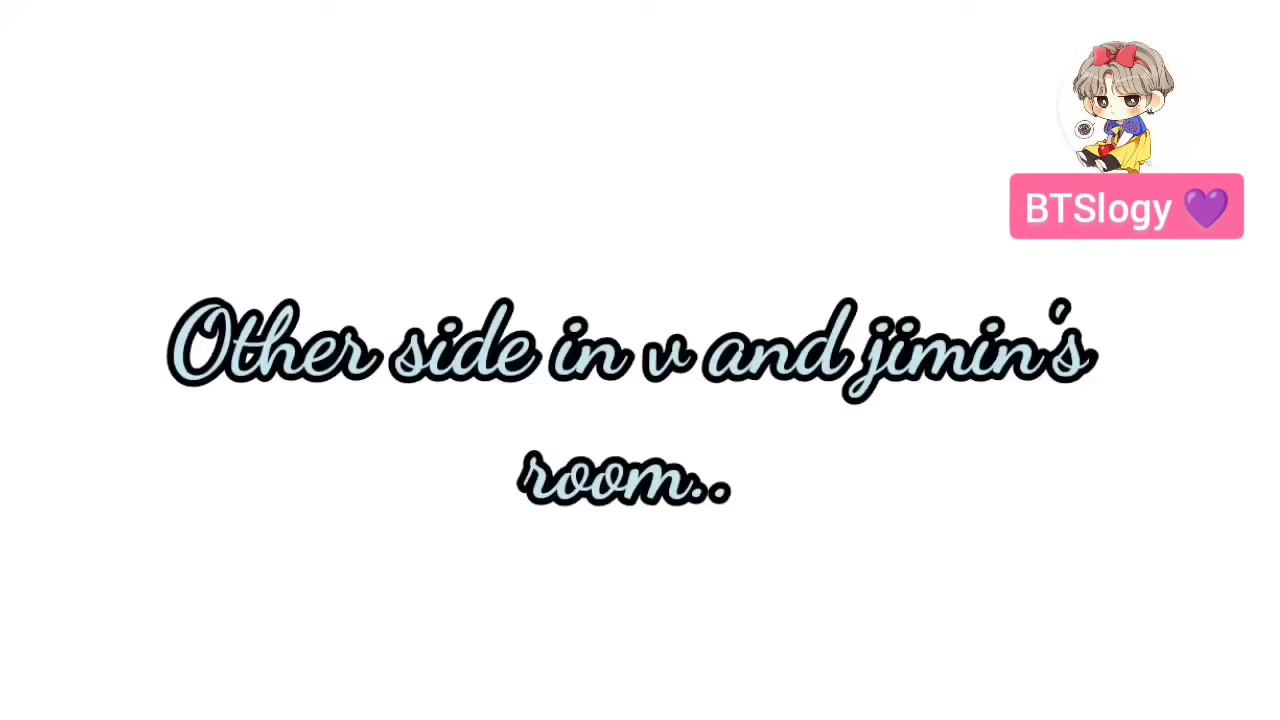 BTSlogy 💜
Other side in v and jimin's
room..